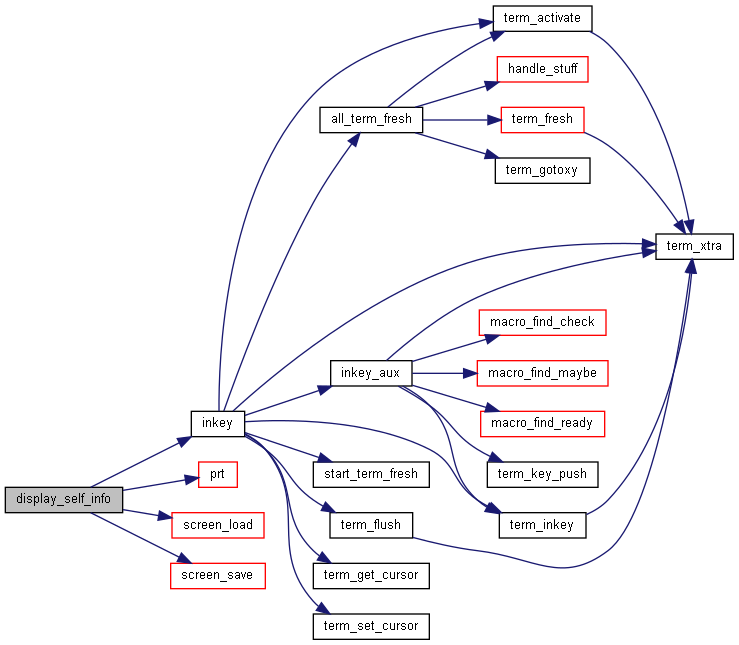 term_activate
handle_stuff
all_term_fresh
term_fresh
term_gotoxy
term_xtra
macro_find_check
inkey_aux
macro_find_maybe
inkey
macro_find_ready
prt
start_term_fresh
term_key_push
display_self_info
screen_load
term_flush
term_inkey
screen_save
term_get_cursor
term_set_cursor